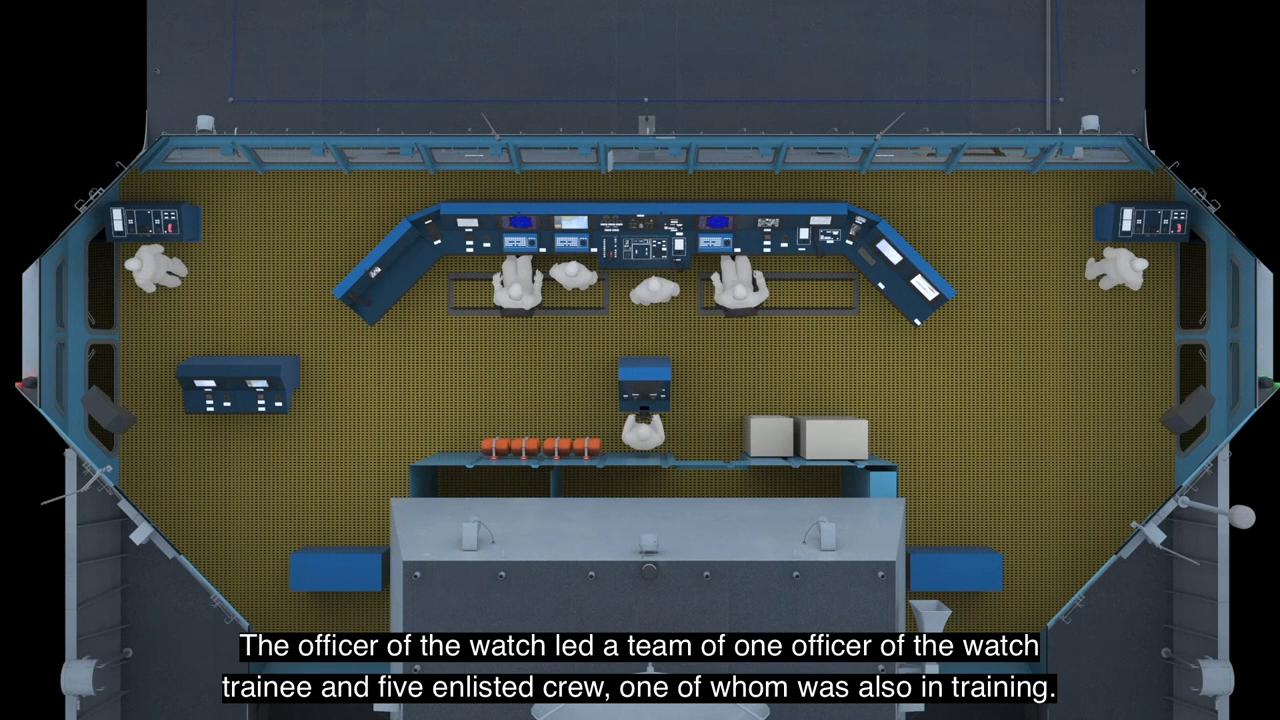 The officer of the watch led a team of one officer of the watch
trainee and five enlisted crew, one of whom was also in training.